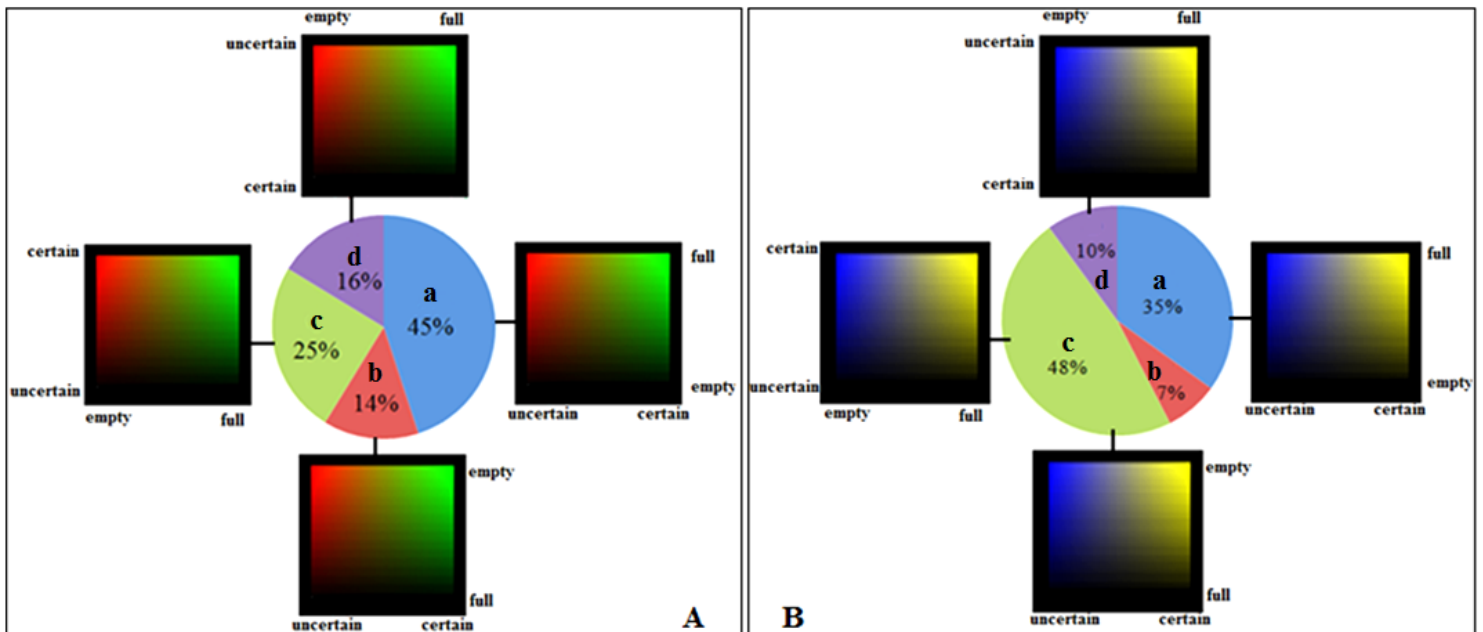 empty full
uncertain
certain
certain
uncertain
empty full
full
empty
uncertain certain
d
16%
a
45%
c
25%
b
14%
empty
full
uncertain certain
A
empty full
uncertain
certain
certain
uncertain
empty full
full
empty
uncertain certain
10%
d
a
35%
c
48%
b
7%
empty
full
uncertain certain
B